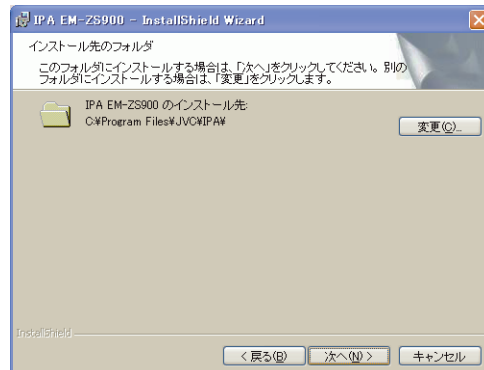 IPA EM-ZS900 - InstallShield Wizard
インストール先のフォルダ
このフォルダにインストールする場合は、「次へ」をクリックしてください。別の
フォルダにインストールする場合は、「変更」をクリックします。
IPA EM-ZS900 のインストール先:
C:¥Program Files¥JVC¥IPA¥
変更(C)...
InstallShield
< 戻る(B)
次へ(N) >
キャンセル